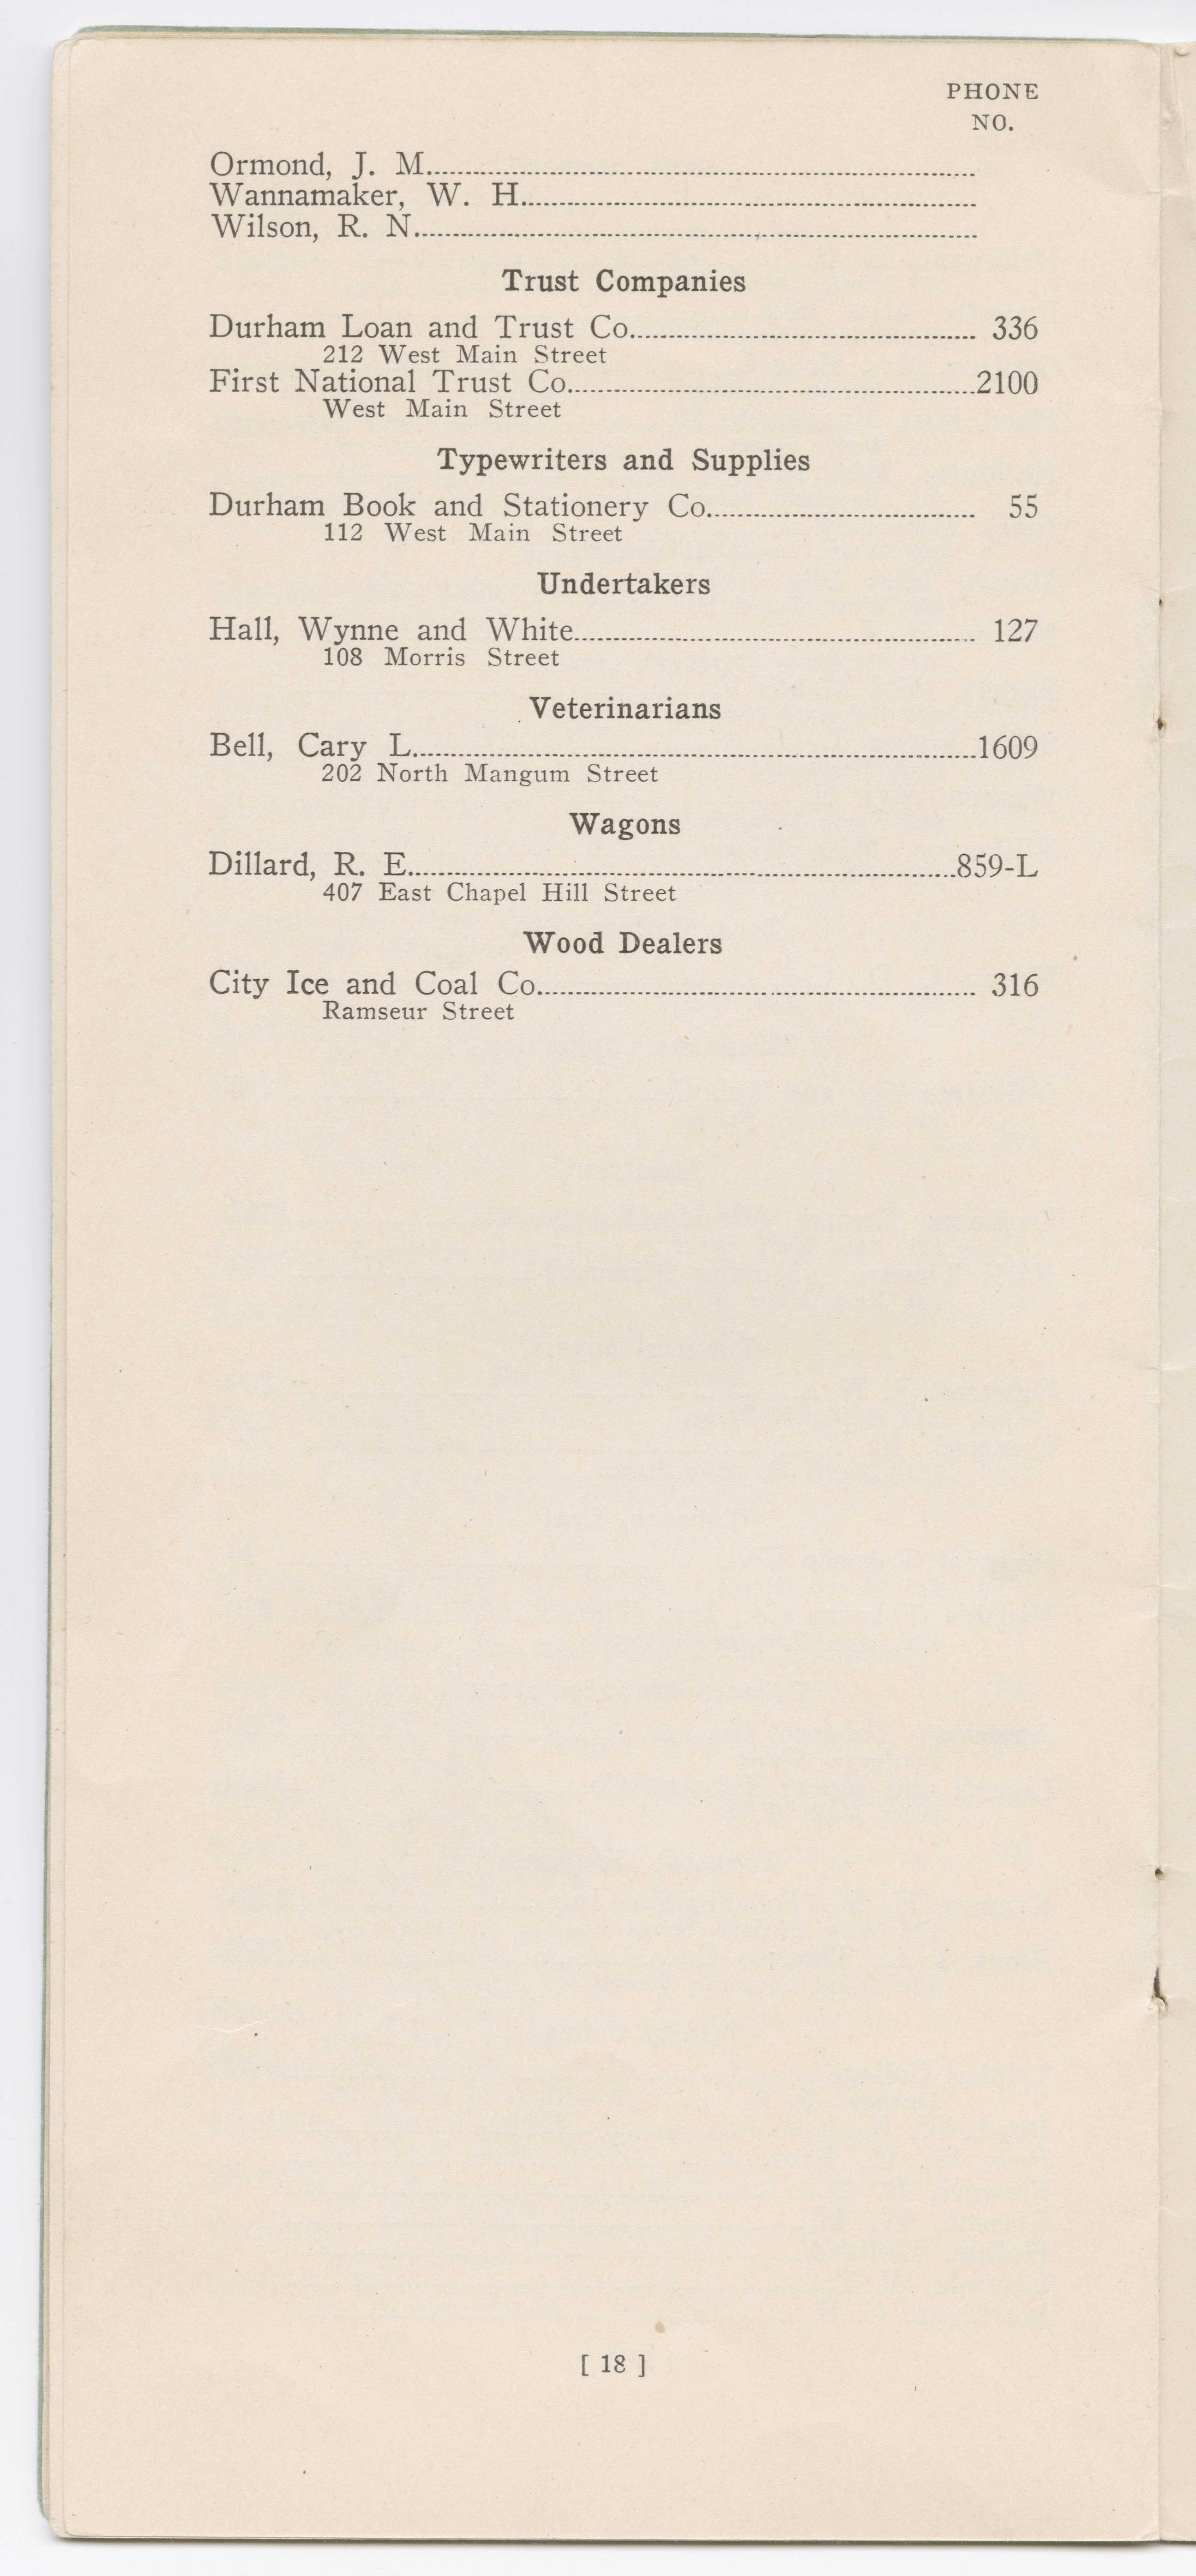 PHONE
NO.
Ormond, J. M.
Wannamaker, W. H.
Wilson, R. N.
Trust Companies
Durham Loan and Trust Co. 336
212 West Main Street
First National Trust Co. 2100
West Main Street
Typewriters and Supplies
Durham Book and Stationery Co. 55
112 West Main Street
Undertakers
Hall, Wynne and White 127
108 Morris Street
Veterinarians
Bell, Cary L. 1609
202 North Mangum Street
Wagons
Dillard, R. E. 859-L
407 East Chapel Hill Street
Wood Dealers
City Ice and Coal Co. 316
Ramseur Street
[ 18 ]